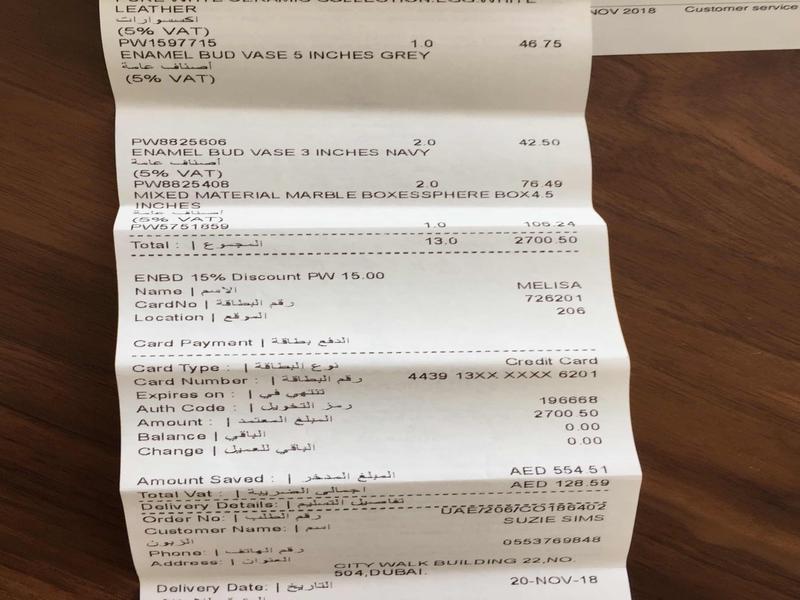 PURE WHITE CERAMIC COLLECTION:EGG:WHITE
LEATHER
اكسسوارات
(5% VAT)
PW1597715 1.0 46.75
ENAMEL BUD VASE 5 INCHES GREY
أصناف عامة
(5% VAT)
PW8825606 2.0 42.50
ENAMEL BUD VASE 3 INCHES NAVY
أصناف عامة
(5% VAT)
PW8825408 2.0 76.49
MIXED MATERIAL MARBLE BOXESSPHERE BOX4.5
INCHES
أصناف عامة
(5% VAT)
PW5751859 1.0 106.24
Total : | المجموع 13.0 2700.50
ENBD 15% Discount PW 15.00
Name | الاسم MELISA
CardNo | رقم البطاقة 726201
Location | الموقع 206
Card Payment | الدفع بطاقة
Card Type : | نوع البطاقة Credit Card
Card Number : | رقم البطاقة 4439 13XX XXXX 6201
Expires on : | تنتهي في
Auth Code : | رمز التخويل 196668
Amount : | المبلغ المعتمد 2700.50
Balance | الباقي 0.00
Change | الباقي للعميل 0.00
Amount Saved : | المبلغ المدخر AED 554.51
Total Vat : | اجمالي الضريبة AED 128.59
Delivery Details: | تفاصيل التسليم
Order No: | رقم الطلب UAE/206/CO186402
Customer Name: | اسم SUZIE SIMS
الزبون
Phone: | رقم الهاتف 0553769848
Address: | العنوان CITY WALK BUILDING 22,NO.
504,DUBAI.
Delivery Date: | التاريخ 20-NOV-18
NOV 2018 Customer service